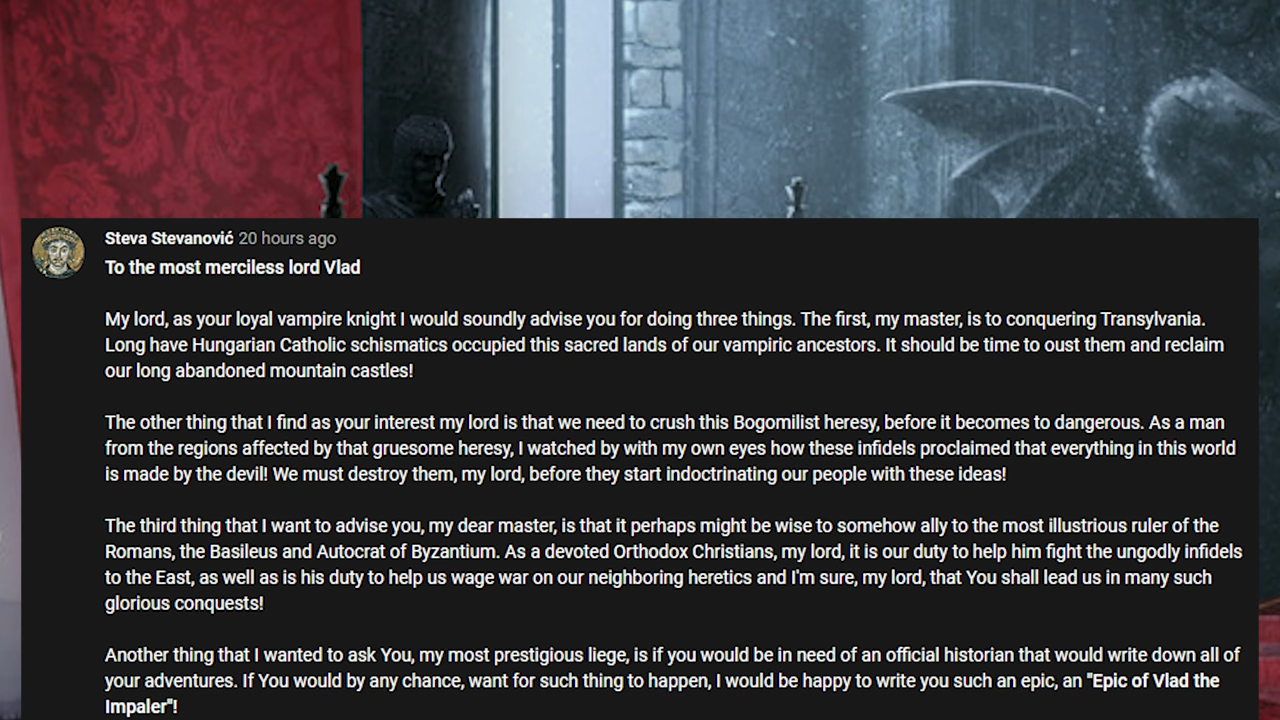 Steva Stevanović 20 hours ago
To the most merciless lord Vlad
My lord, as your loyal vampire knight I would soundly advise you for doing three things. The first, my master, is to conquering Transylvania.
Long have Hungarian Catholic schismatics occupied this sacred lands of our vampiric ancestors. It should be time to oust them and reclaim
our long abandoned mountain castles!
The other thing that I find as your interest my lord is that we need to crush this Bogomilist heresy, before it becomes to dangerous. As a man
from the regions affected by that gruesome heresy, I watched by with my own eyes how these infidels proclaimed that everything in this world
is made by the devil! We must destroy them, my lord, before they start indoctrinating our people with these ideas!
The third thing that I want to advise you, my dear master, is that it perhaps might be wise to somehow ally to the most illustrious ruler of the
Romans, the Basileus and Autocrat of Byzantium. As a devoted Orthodox Christians, my lord, it is our duty to help him fight the ungodly infidels
to the East, as well as is his duty to help us wage war on our neighboring heretics and I'm sure, my lord, that You shall lead us in many such
glorious conquests!
Another thing that I wanted to ask You, my most prestigious liege, is if you would be in need of an official historian that would write down all of
your adventures. If You would by any chance, want for such thing to happen, I would be happy to write you such an epic, an "Epic of Vlad the
Impaler"!